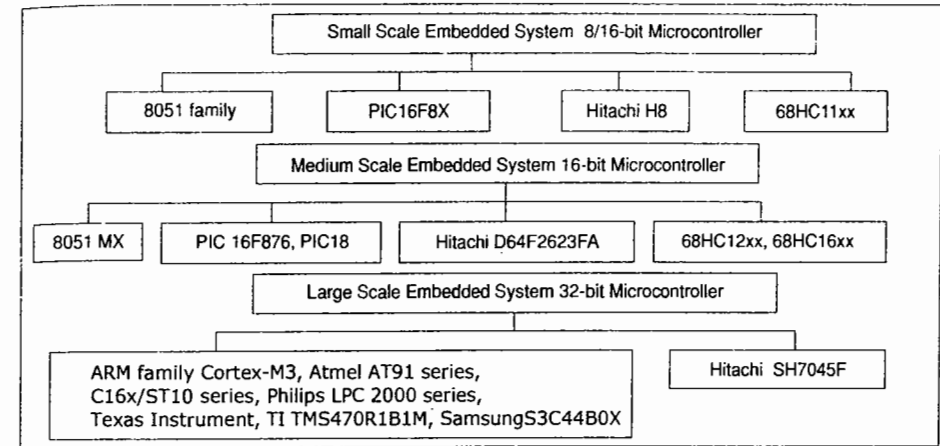 Small Scale Embedded System 8/16-bit Microcontroller
8051 family
PIC16F8X
Hitachi H8
68HC11xx
Medium Scale Embedded System 16-bit Microcontroller
8051 MX
PIC 16F876, PIC18
Hitachi D64F2623FA
68HC12xx, 68HC16xx
Large Scale Embedded System 32-bit Microcontroller
ARM family Cortex-M3, Atmel AT91 series,
C16x/ST10 series, Philips LPC 2000 series,
Texas Instrument, TI TMS470R1B1M, SamsungS3C44B0X
Hitachi SH7045F